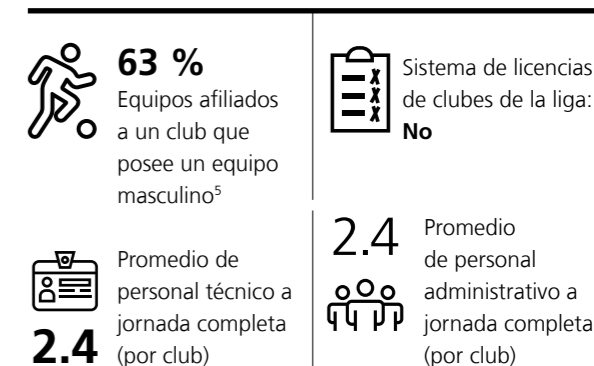 63 %
Equipos afiliados
a un club que
posee un equipo
masculino⁵
Sistema de licencias
de clubes de la liga:
No
Promedio de
personal técnico a
jornada completa
(por club)
2.4
2.4
Promedio
de personal
administrativo a
jornada completa
(por club)